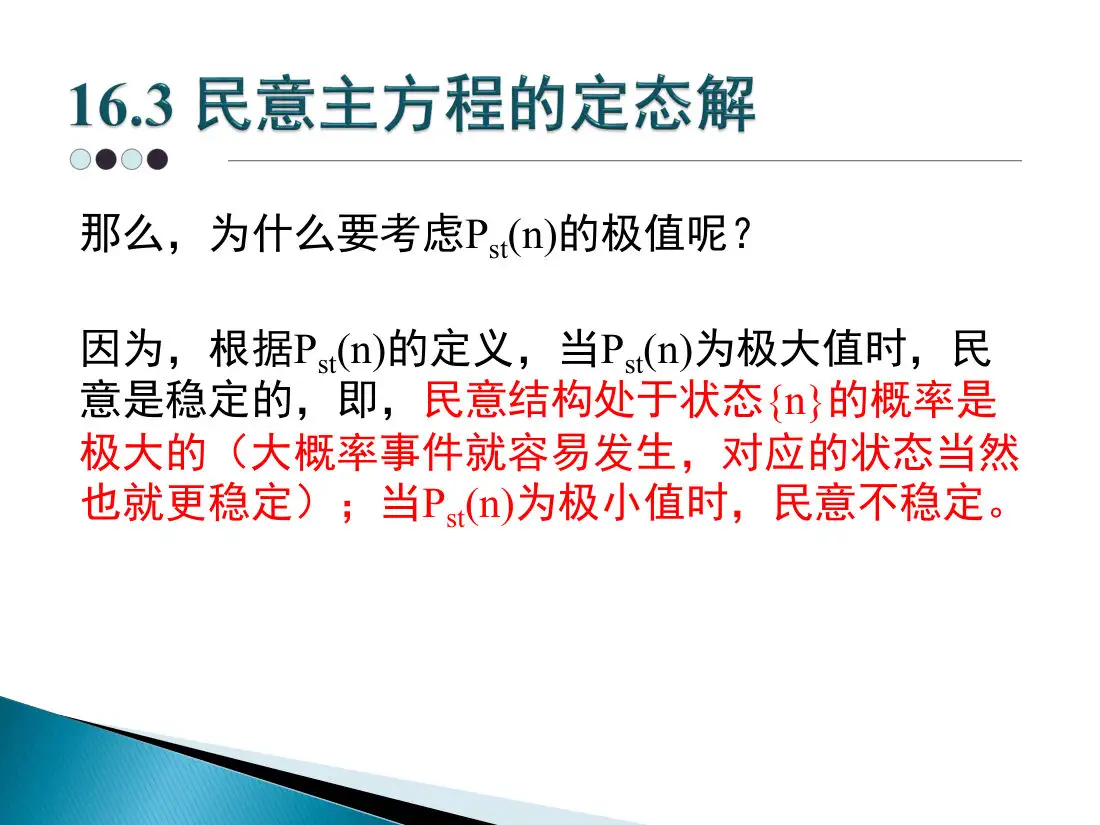 16.3 民意主方程的定态解
那么，为什么要考虑Pst(n)的极值呢？
因为，根据Pst(n)的定义，当Pst(n)为极大值时，民
意是稳定的，即，民意结构处于状态{n}的概率是
极大的（大概率事件就容易发生，对应的状态当然
也就更稳定）；当Pst(n)为极小值时，民意不稳定。